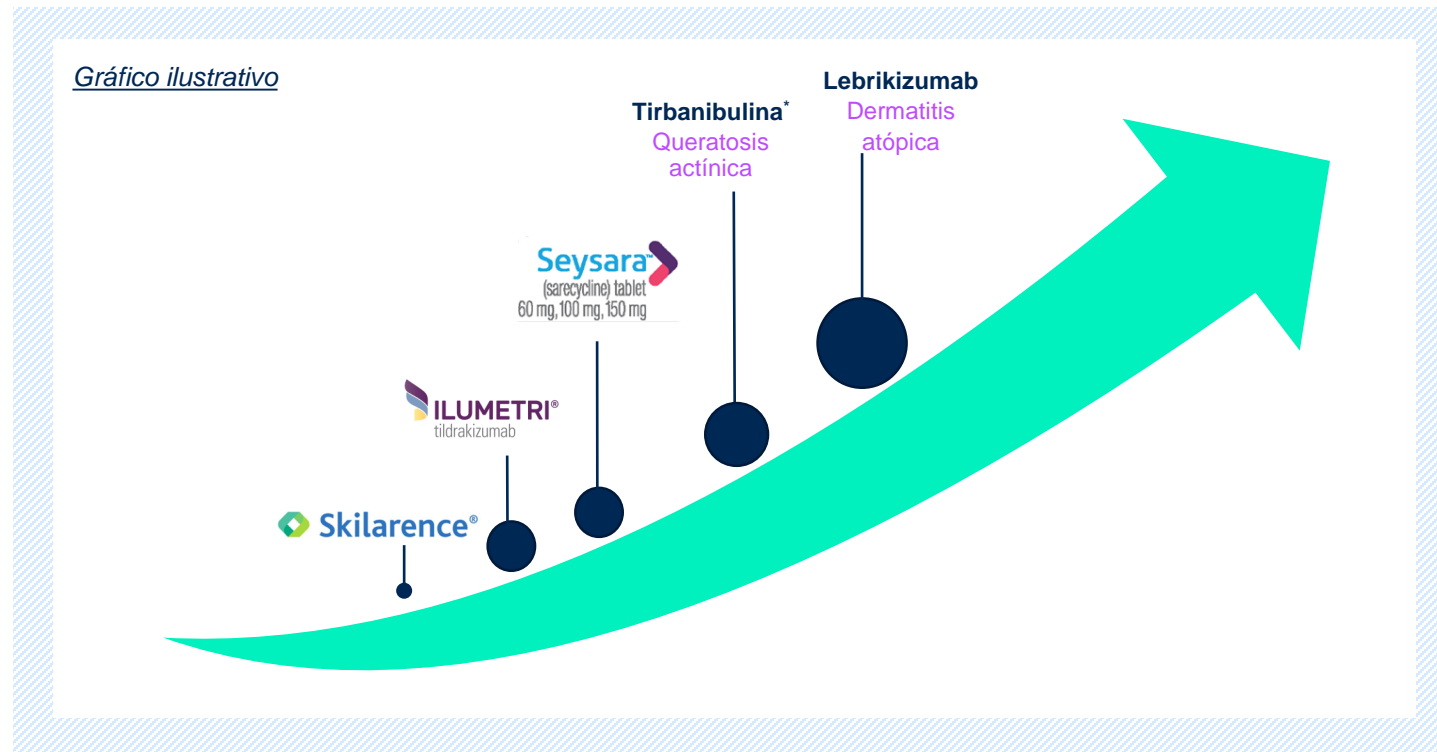 Gráfico ilustrativo
Lebrikizumab
Dermatitis
atópica
Tirbanibulina*
Queratosis
actínica
Seysara™
(sarecycline) tablet
60 mg, 100 mg, 150 mg
ILUMETRI®
tildrakizumab
Skilarence®